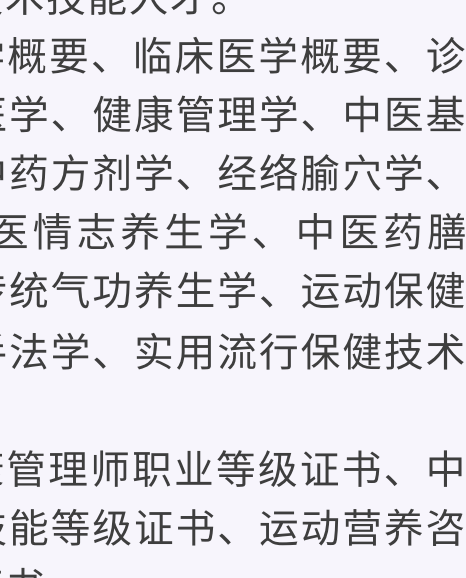 术技能人才。
学概要、临床医学概要、诊
医学、健康管理学、中医基
中药方剂学、经络腧穴学、
医情志养生学、中医药膳
传统气功养生学、运动保健
手法学、实用流行保健技术
管理师职业等级证书、中
技能等级证书、运动营养咨